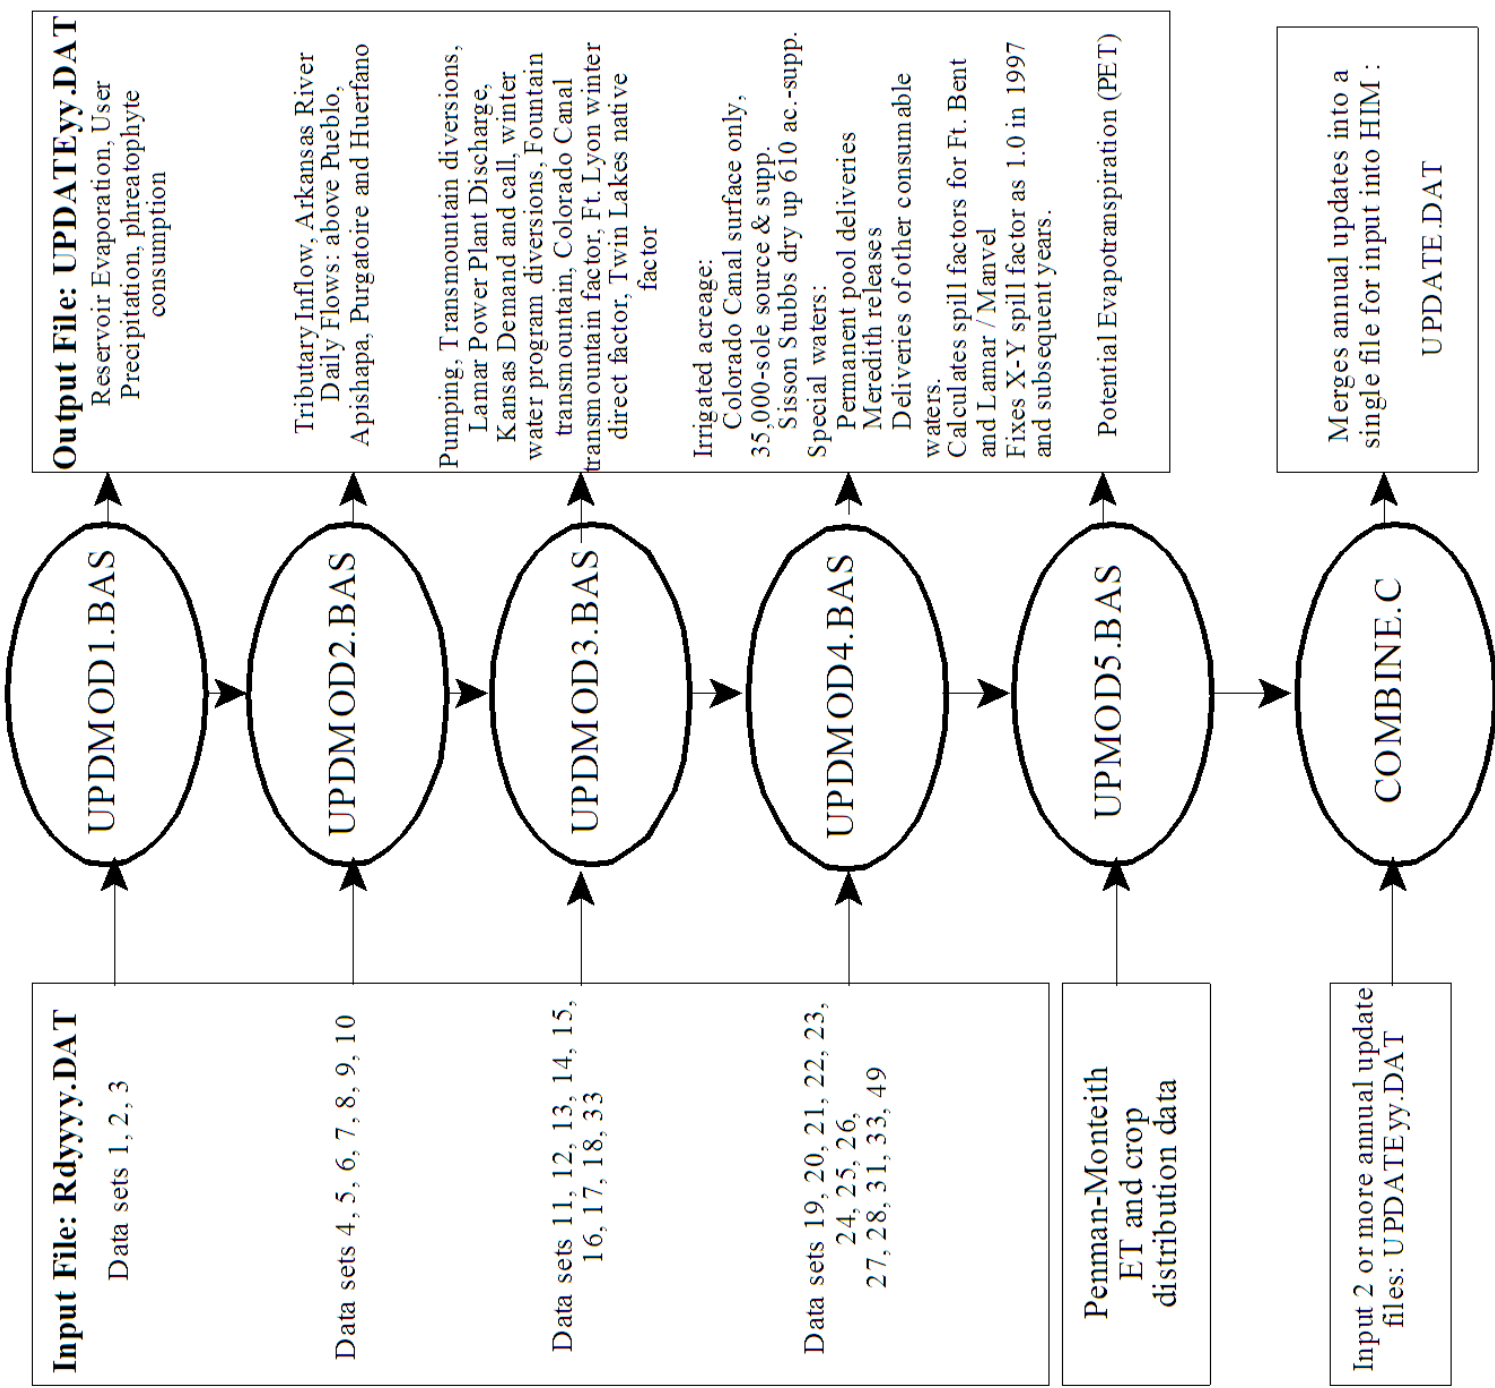 Input File: Rdyyyy.DAT
Data sets 1, 2, 3
UPDMOD1.BAS
Output File: UPDATEyy.DAT
Reservoir Evaporation, User
Precipitation, phreatophyte
consumption
Data sets 4, 5, 6, 7, 8, 9, 10
UPDMOD2.BAS
Tributary Inflow, Arkansas River
Daily Flows: above Pueblo,
Apishapa, Purgatoire and Huerfano
Data sets 11, 12, 13, 14, 15,
16, 17, 18, 33
UPDMOD3.BAS
Pumping, Transmountain diversions,
Lamar Power Plant Discharge,
Kansas Demand and call, winter
water program diversions, Fountain
transmountain, Colorado Canal
transmountain factor, Ft. Lyon winter
direct factor, Twin Lakes native
factor
Data sets 19, 20, 21, 22, 23,
24, 25, 26,
27, 28, 31, 33, 49
UPDMOD4.BAS
Irrigated acreage:
Colorado Canal surface only,
35,000-sole source & supp.
Sisson Stubbs dry up 610 ac.-supp.
Special waters:
Permanent pool deliveries
Meredith releases
Deliveries of other consumable
waters.
Calculates spill factors for Ft. Bent
and Lamar / Manvel
Fixes X-Y spill factor as 1.0 in 1997
and subsequent years.
Penman-Monteith
ET and crop
distribution data
UPMOD5.BAS
Potential Evapotranspiration (PET)
Input 2 or more annual update
files: UPDATEyy.DAT
COMBINE.C
Merges annual updates into a
single file for input into HIM :
UPDATE.DAT